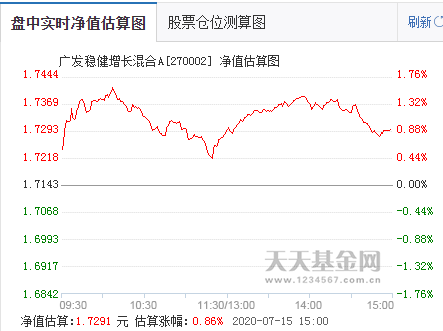 盘中实时净值估算图 股票仓位测算图 刷新
广发稳健增长混合A[270002] 净值估算图
1.7444 1.76%
1.7369 1.32%
1.7293 0.88%
1.7218 0.44%
1.7143 0.00%
1.7068 -0.44%
1.6993 -0.88%
1.6917 -1.32%
1.6842 -1.76%
天天基金网
www.1234567.com.cn
09:30 10:30 11:30/13:00 14:00 15:00
净值估算:1.7291 元 估算涨幅: 0.86% 2020-07-15 15:00